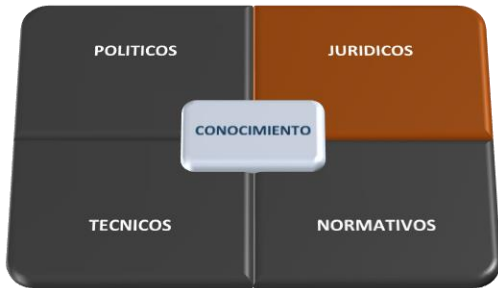 POLITICOS
JURIDICOS
CONOCIMIENTO
TECNICOS
NORMATIVOS